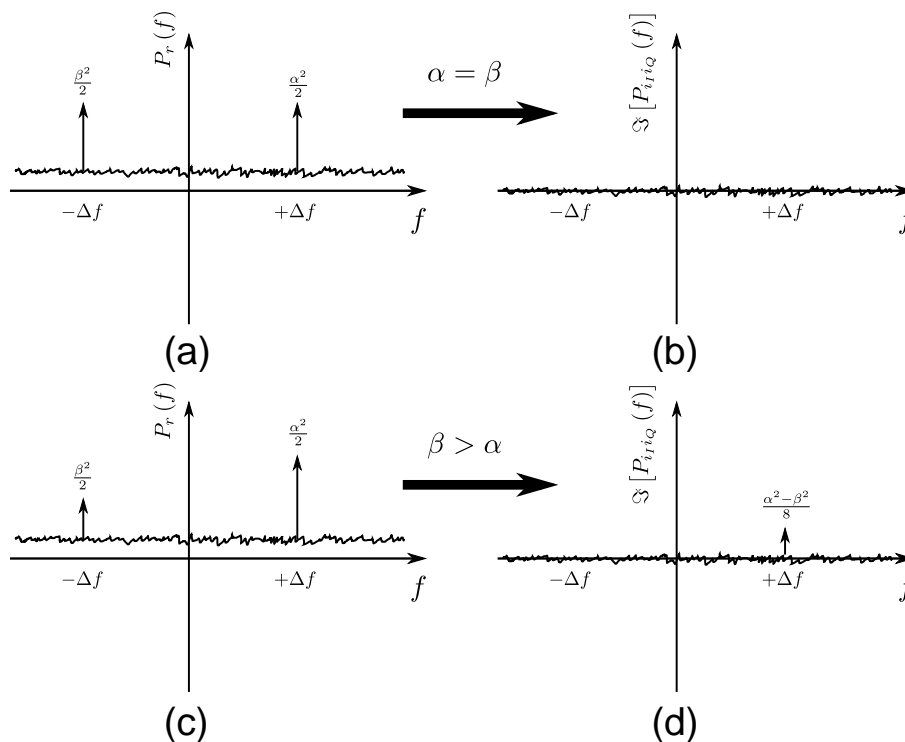 P_r(f)
β²/2
α²/2
−Δf
+Δf
f
(a)
α = β
ℑ[P_{i_I i_Q}(f)]
−Δf
+Δf
f
(b)
P_r(f)
β²/2
α²/2
−Δf
+Δf
f
(c)
β > α
ℑ[P_{i_I i_Q}(f)]
(α²−β²)/8
−Δf
+Δf
f
(d)